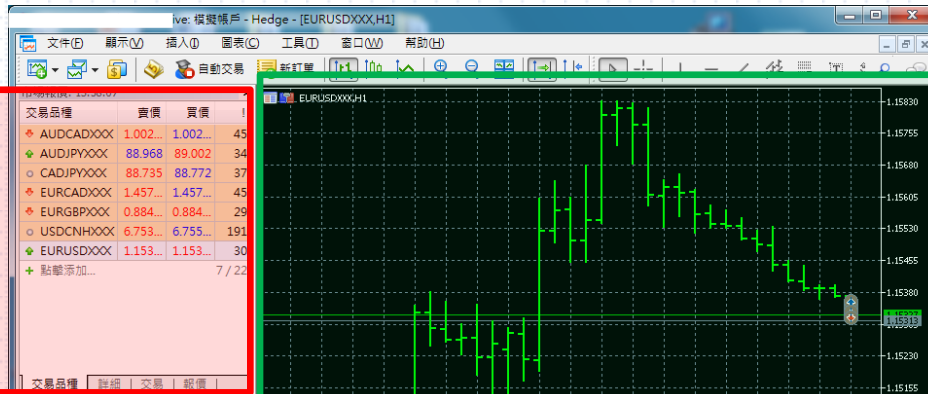 ive: 模擬帳戶 - Hedge - [EURUSDXXX,H1]
文件(F) 顯示(V) 插入(I) 圖表(C) 工具(T) 窗口(W) 幫助(H)
自動交易 新訂單
EURUSDXXX,H1
交易品種 賣價 買價 !
AUDCADXXX 1.002... 1.002... 45
AUDJPYXXX 88.968 89.002 34
CADJPYXXX 88.735 88.772 37
EURCADXXX 1.457... 1.457... 45
EURGBPXXX 0.884... 0.884... 29
USDCNHXXX 6.753... 6.755... 191
EURUSDXXX 1.153... 1.153... 30
點擊添加... 7 / 22
交易品種 | 詳細 | 交易 | 報價 |
1.15830
1.15755
1.15680
1.15605
1.15530
1.15455
1.15380
1.15313
1.15230
1.15155